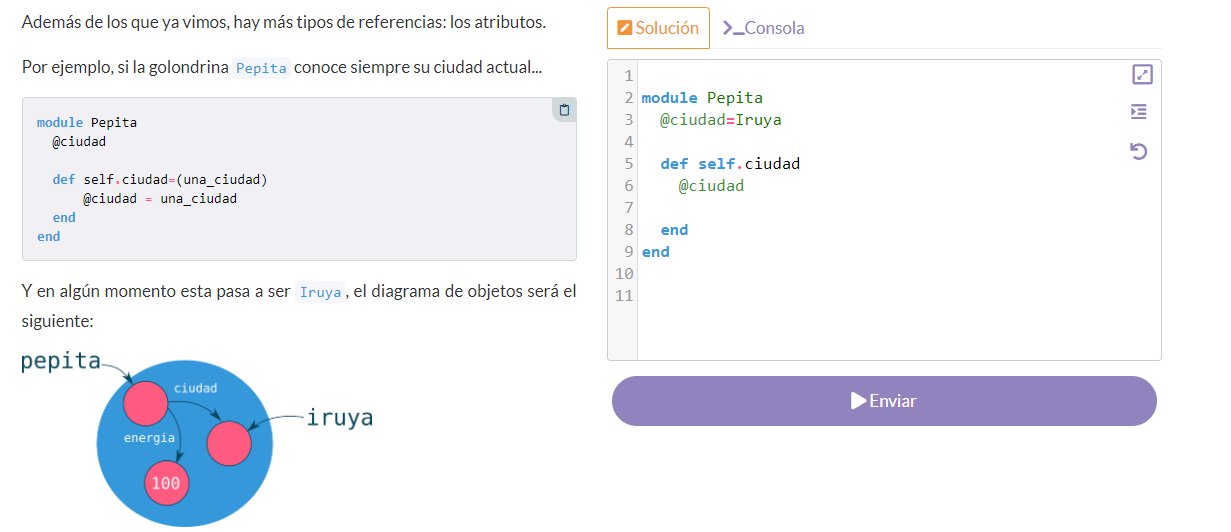 Además de los que ya vimos, hay más tipos de referencias: los atributos.
Por ejemplo, si la golondrina Pepita conoce siempre su ciudad actual...
module Pepita
  @ciudad
  def self.ciudad=(una_ciudad)
      @ciudad = una_ciudad
  end
end
Y en algún momento esta pasa a ser Iruya, el diagrama de objetos será el
siguiente:
pepita
ciudad
iruya
energia
100
Solución
Consola
1
2 module Pepita
3   @ciudad=Iruya
4
5   def self.ciudad
6     @ciudad
7
8   end
9 end
10
11
Enviar